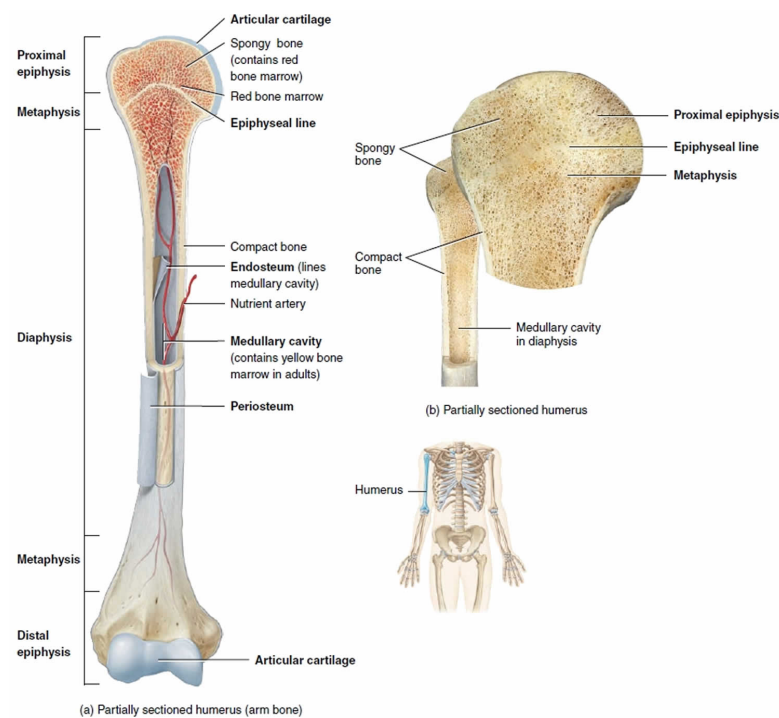 Articular cartilage
Proximal
epiphysis
Spongy bone
(contains red
bone marrow)
Red bone marrow
Metaphysis
Epiphyseal line
Compact bone
Endosteum (lines
medullary cavity)
Nutrient artery
Diaphysis
Medullary cavity
(contains yellow bone
marrow in adults)
Periosteum
Metaphysis
Distal
epiphysis
Articular cartilage
(a) Partially sectioned humerus (arm bone)
Proximal epiphysis
Spongy
bone
Epiphyseal line
Metaphysis
Compact
bone
Medullary cavity
in diaphysis
(b) Partially sectioned humerus
Humerus